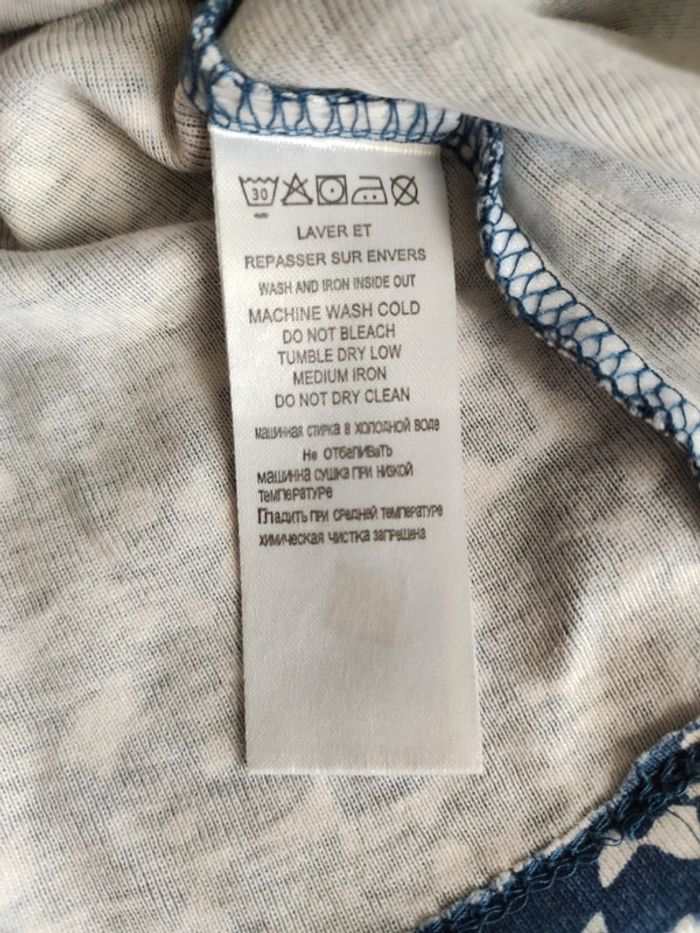 30
LAVER ET
REPASSER SUR ENVERS
WASH AND IRON INSIDE OUT
MACHINE WASH COLD
DO NOT BLEACH
TUMBLE DRY LOW
MEDIUM IRON
DO NOT DRY CLEAN
машинная стирка в холодной воде
Не отбеливать
машинна сушка при низкой
температуре
Гладить при средней температуре
химическая чистка запрещена